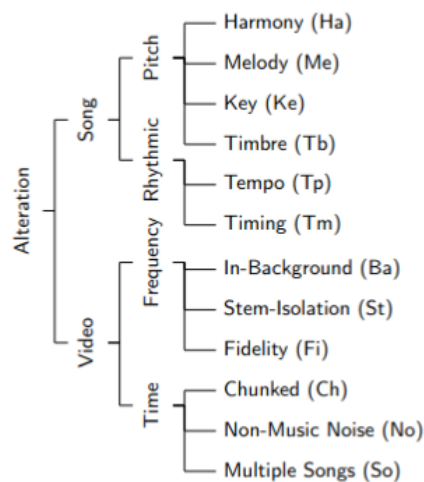 Alteration
Song
Pitch
Harmony (Ha)
Melody (Me)
Key (Ke)
Timbre (Tb)
Rhythmic
Tempo (Tp)
Timing (Tm)
Video
Frequency
In-Background (Ba)
Stem-Isolation (St)
Fidelity (Fi)
Time
Chunked (Ch)
Non-Music Noise (No)
Multiple Songs (So)